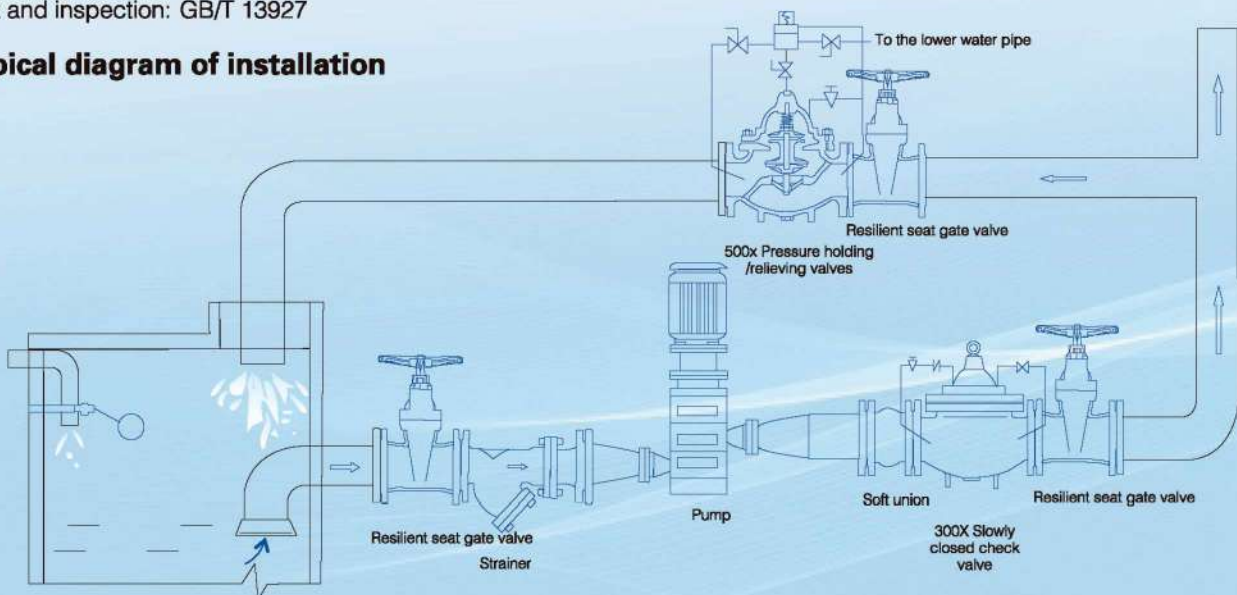 and inspection: GB/T 13927
pical diagram of installation
To the lower water pipe
Resilient seat gate valve
500x Pressure holding
/relieving valves
Resilient seat gate valve
Strainer
Pump
Soft union
300X Slowly
closed check
valve
Resilient seat gate valve